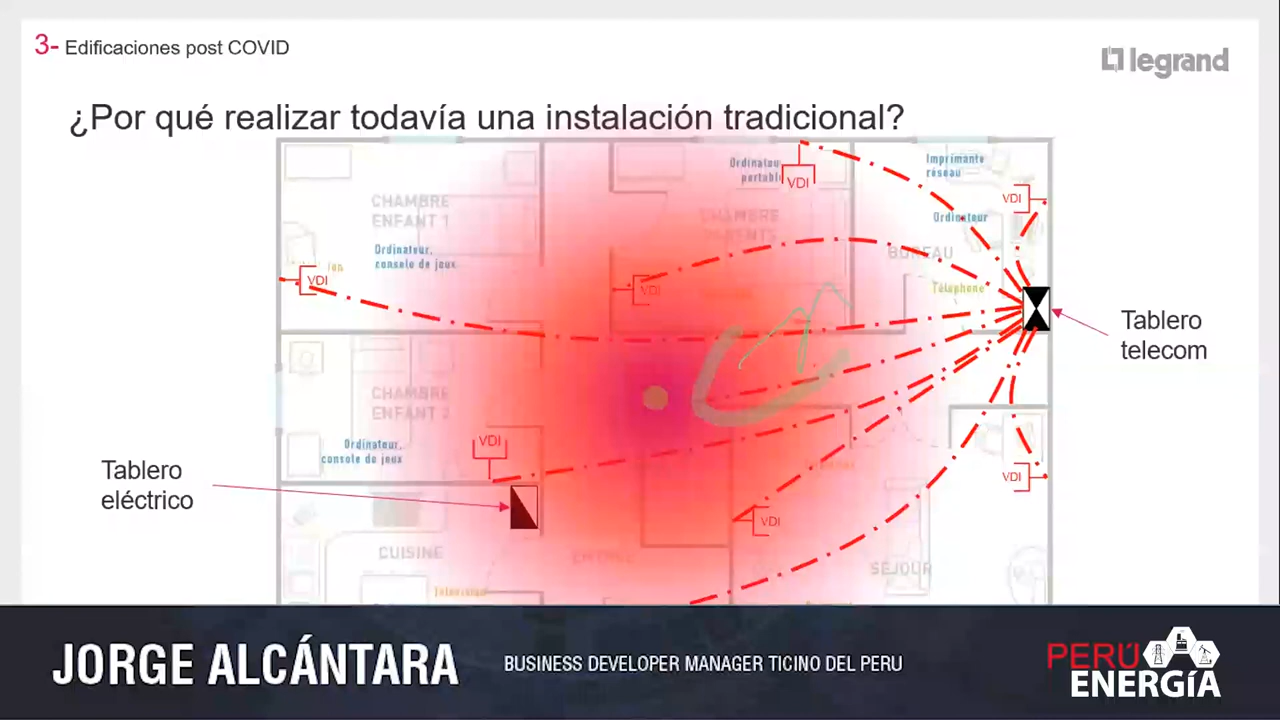 3- Edificaciones post COVID
legrand
¿Por qué realizar todavía una instalación tradicional?
Ordinateur
portable
VDI
Imprimante
réseau
VDI
CHAMBRE
ENFANT 1
CHAMBRE
PARENTS
Ordinateur
Ordinateur,
console de jeux
BUREAU
VDI
VDI
Téléphone
Tablero
telecom
CHAMBRE
ENFANT 2
VDI
Ordinateur,
console de jeux
Tablero
eléctrico
VDI
VDI
CUISINE
ENTRÉE
SÉJOUR
Télévision
JORGE ALCÁNTARA
BUSINESS DEVELOPER MANAGER TICINO DEL PERU
PERÚ
ENERGÍA